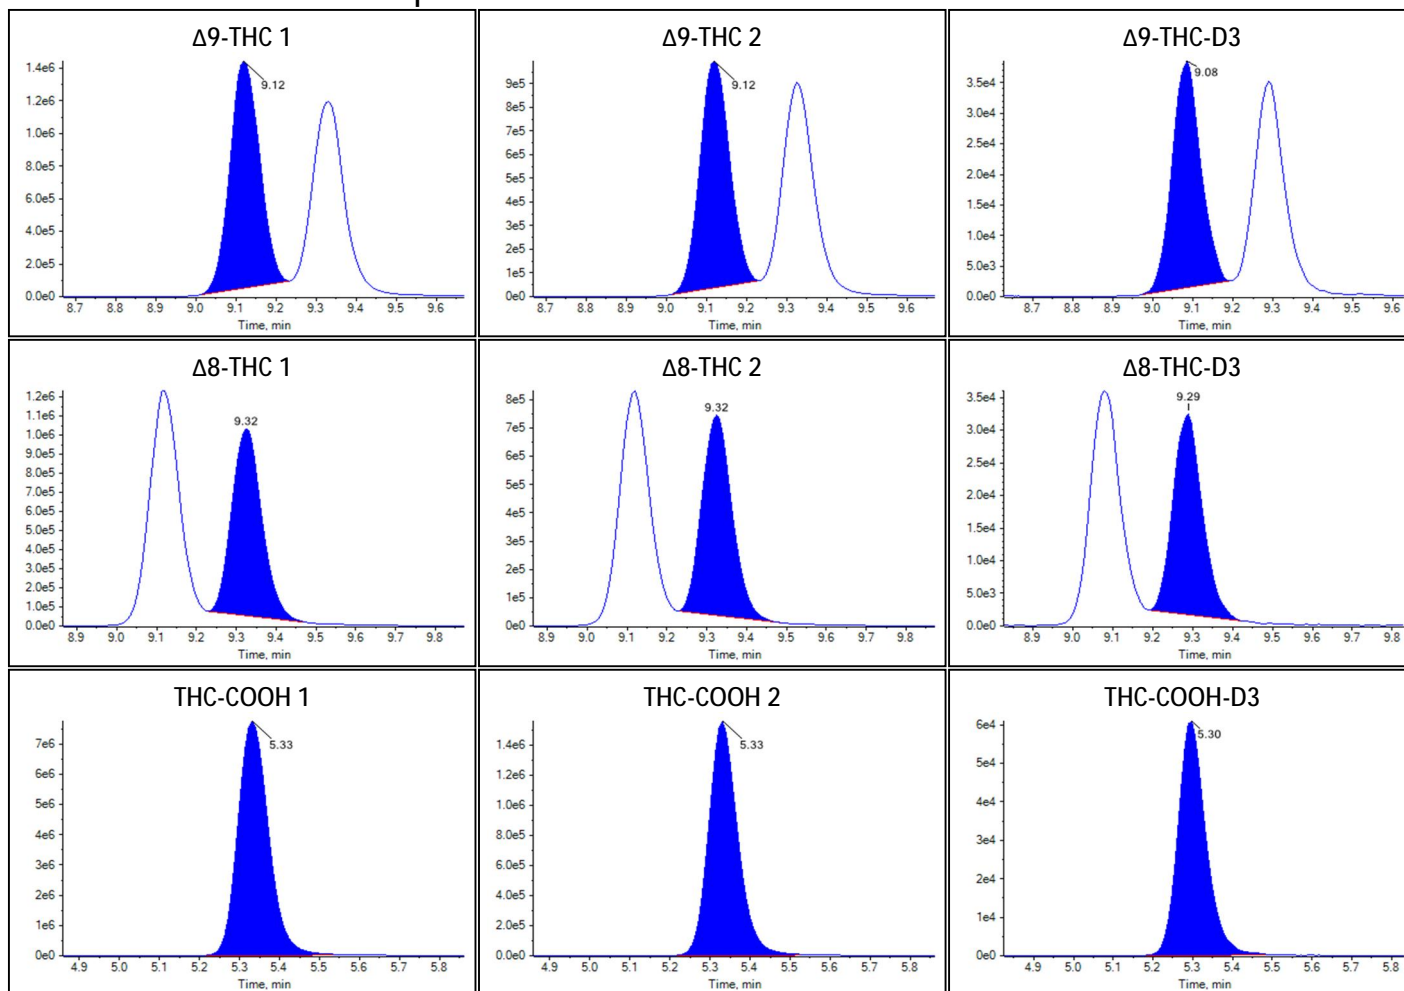 Δ9-THC 1
1.4e6
1.2e6
1.0e6
8.0e5
6.0e5
4.0e5
2.0e5
0.0e0
9.12
8.7 8.8 8.9 9.0 9.1 9.2 9.3 9.4 9.5 9.6
Time, min
Δ9-THC 2
9e5
8e5
7e5
6e5
5e5
4e5
3e5
2e5
1e5
0e0
9.12
8.7 8.8 8.9 9.0 9.1 9.2 9.3 9.4 9.5 9.6
Time, min
Δ9-THC-D3
3.5e4
3.0e4
2.5e4
2.0e4
1.5e4
1.0e4
5.0e3
0.0e0
9.08
8.7 8.8 8.9 9.0 9.1 9.2 9.3 9.4 9.5 9.6
Time, min
Δ8-THC 1
1.2e6
1.1e6
1.0e6
9.0e5
8.0e5
7.0e5
6.0e5
5.0e5
4.0e5
3.0e5
2.0e5
1.0e5
0.0e0
9.32
8.9 9.0 9.1 9.2 9.3 9.4 9.5 9.6 9.7 9.8
Time, min
Δ8-THC 2
8e5
7e5
6e5
5e5
4e5
3e5
2e5
1e5
0e0
9.32
8.9 9.0 9.1 9.2 9.3 9.4 9.5 9.6 9.7 9.8
Time, min
Δ8-THC-D3
3.5e4
3.0e4
2.5e4
2.0e4
1.5e4
1.0e4
5.0e3
0.0e0
9.29
8.9 9.0 9.1 9.2 9.3 9.4 9.5 9.6 9.7 9.8
Time, min
THC-COOH 1
7e6
6e6
5e6
4e6
3e6
2e6
1e6
0e0
5.33
4.9 5.0 5.1 5.2 5.3 5.4 5.5 5.6 5.7 5.8
Time, min
THC-COOH 2
1.4e6
1.2e6
1.0e6
8.0e5
6.0e5
4.0e5
2.0e5
0.0e0
5.33
4.9 5.0 5.1 5.2 5.3 5.4 5.5 5.6 5.7 5.8
Time, min
THC-COOH-D3
6e4
5e4
4e4
3e4
2e4
1e4
0e0
5.30
4.9 5.0 5.1 5.2 5.3 5.4 5.5 5.6 5.7 5.8
Time, min